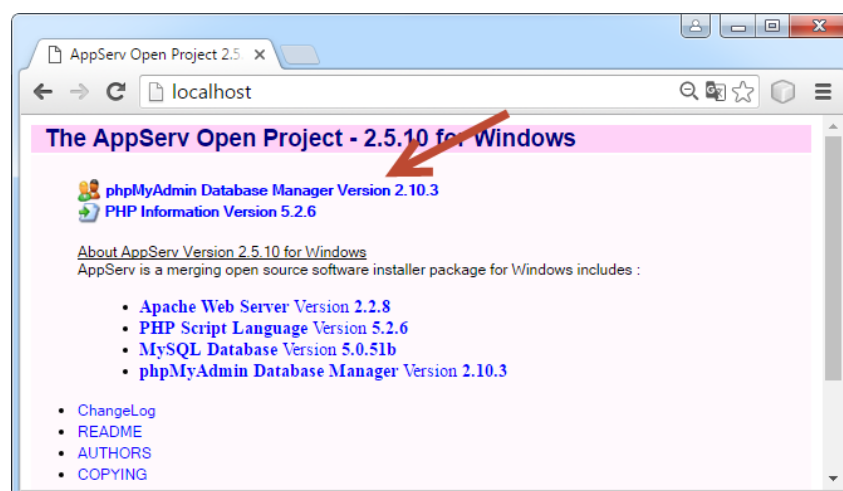 AppServ Open Project 2.5.
localhost
The AppServ Open Project - 2.5.10 for Windows
phpMyAdmin Database Manager Version 2.10.3
PHP Information Version 5.2.6
About AppServ Version 2.5.10 for Windows
AppServ is a merging open source software installer package for Windows includes :
• Apache Web Server Version 2.2.8
• PHP Script Language Version 5.2.6
• MySQL Database Version 5.0.51b
• phpMyAdmin Database Manager Version 2.10.3
• ChangeLog
• README
• AUTHORS
• COPYING